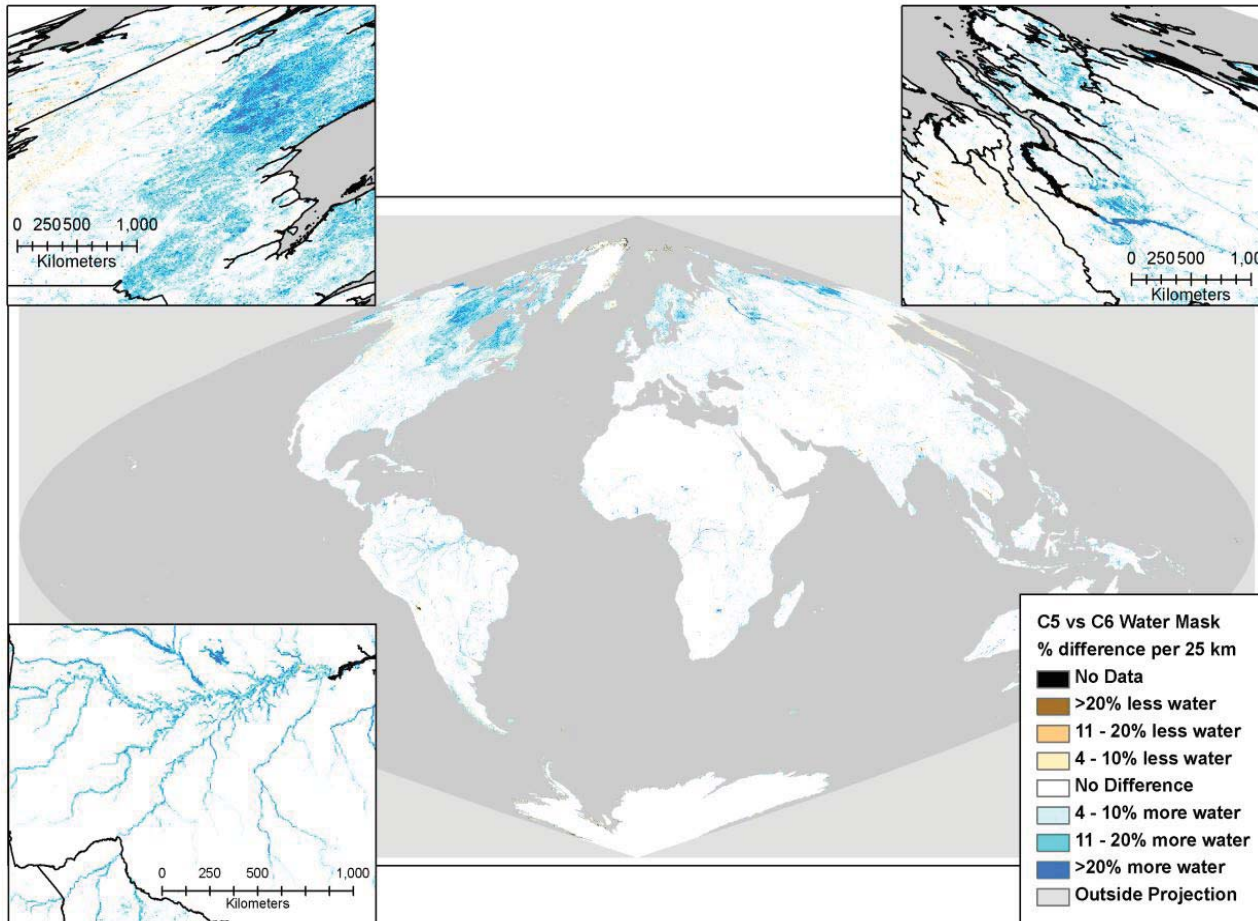 0 250 500 1,000
Kilometers
0 250 500 1,00
Kilometers
0 250 500 1,000
Kilometers
C5 vs C6 Water Mask
% difference per 25 km
No Data
>20% less water
11 - 20% less water
4 - 10% less water
No Difference
4 - 10% more water
11 - 20% more water
>20% more water
Outside Projection